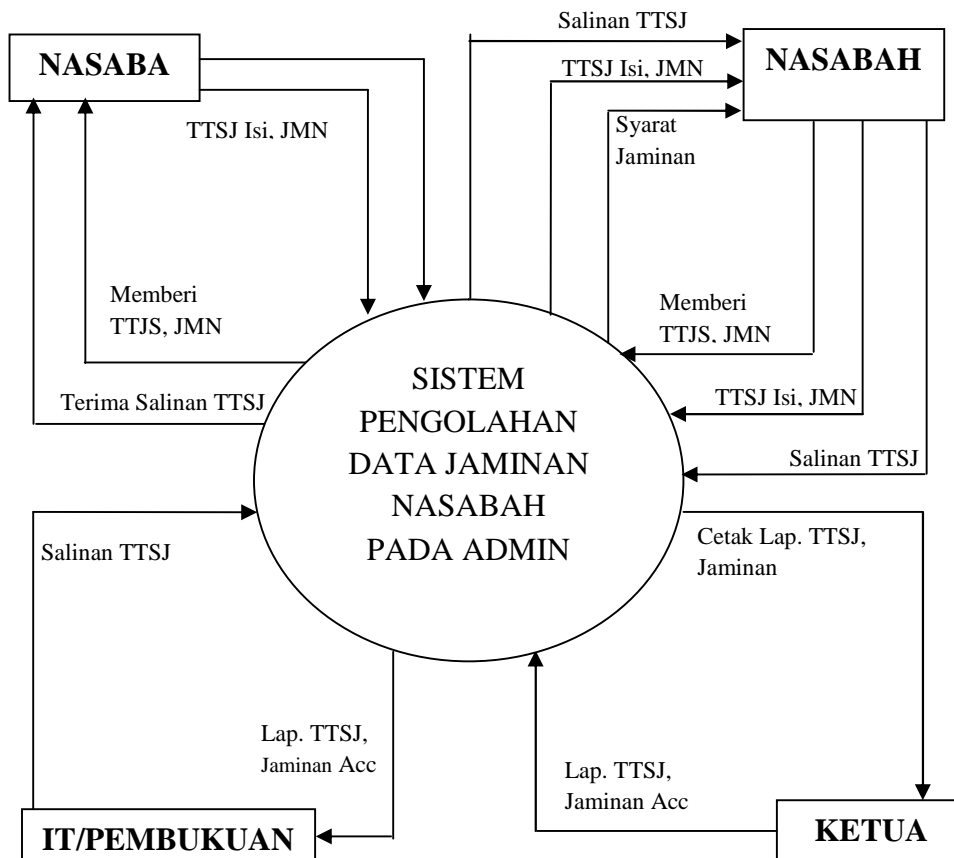 Salinan TTSJ
NASABA
NASABAH
TTSJ Isi, JMN
TTSJ Isi, JMN
Syarat
Jaminan
Memberi
TTJS, JMN
Memberi
TTJS, JMN
Terima Salinan TTSJ
TTSJ Isi, JMN
Salinan TTSJ
SISTEM
PENGOLAHAN
DATA JAMINAN
NASABAH
PADA ADMIN
Salinan TTSJ
Cetak Lap. TTSJ,
Jaminan
Lap. TTSJ,
Jaminan Acc
Lap. TTSJ,
Jaminan Acc
IT/PEMBUKUAN
KETUA